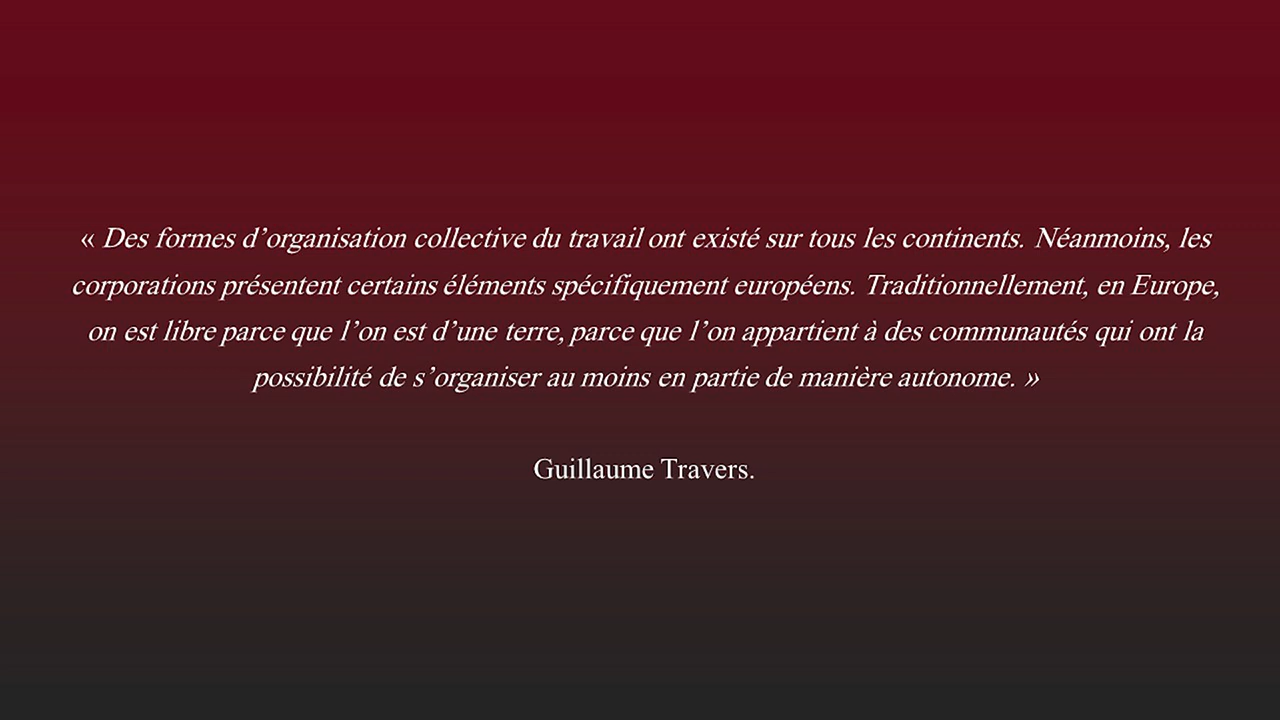 « Des formes d’organisation collective du travail ont existé sur tous les continents. Néanmoins, les
corporations présentent certains éléments spécifiquement européens. Traditionnellement, en Europe,
on est libre parce que l’on est d’une terre, parce que l’on appartient à des communautés qui ont la
possibilité de s’organiser au moins en partie de manière autonome. »
Guillaume Travers.